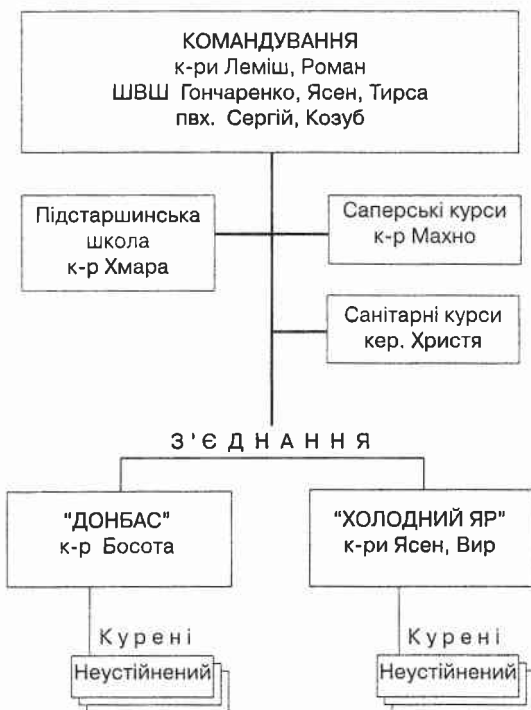 КОМАНДУВАННЯ
к-ри Леміш, Роман
ШВШ Гончаренко, Ясен, Тирса
пвх. Сергій, Козуб
Підстаршинська
школа
к-р Хмара
Саперські курси
к-р Махно
Санітарні курси
кер. Христя
З'ЄДНАННЯ
"ДОНБАС"
к-р Босота
"ХОЛОДНИЙ ЯР"
к-ри Ясен, Вир
Курені
Неустійнений
Курені
Неустійнений